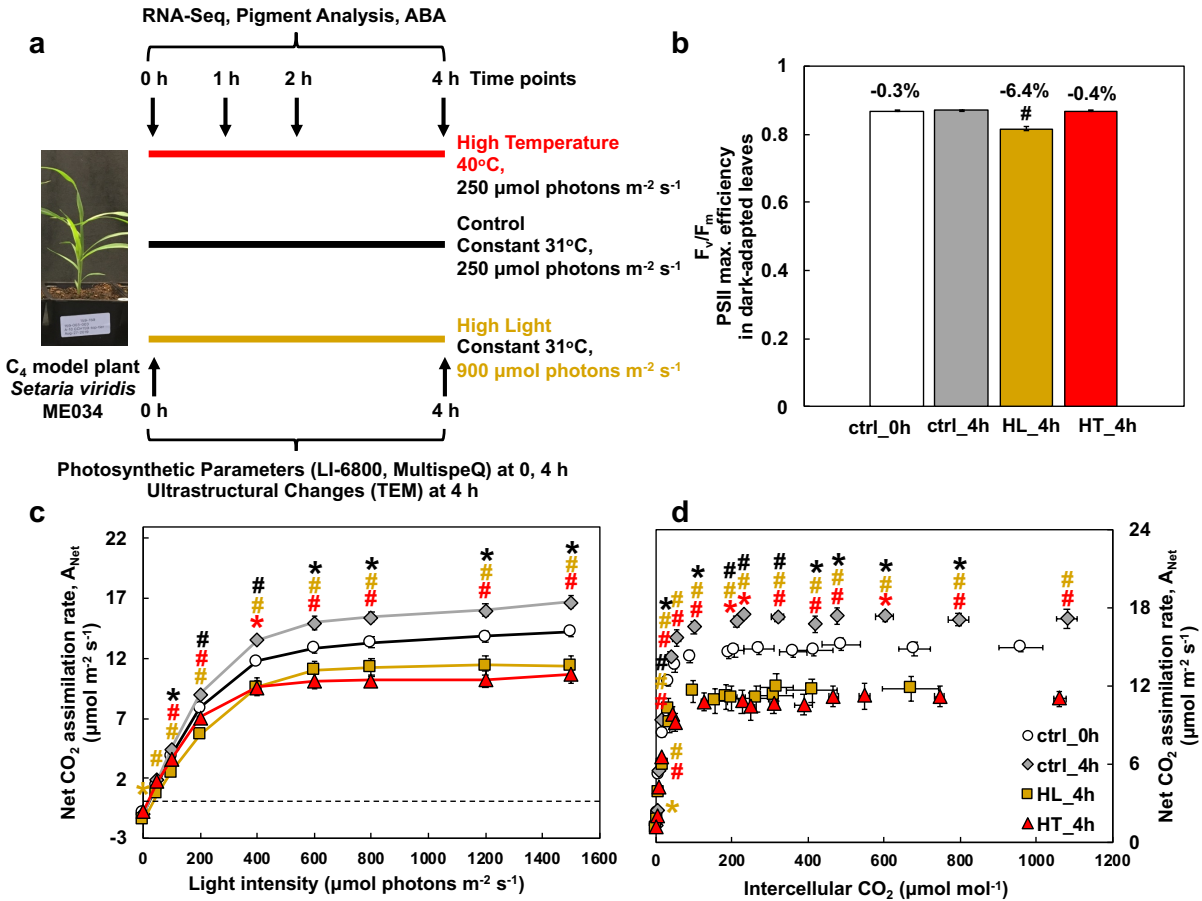 a
RNA-Seq, Pigment Analysis, ABA
0 h 1 h 2 h 4 h Time points
High Temperature
40°C,
250 µmol photons m-2 s-1
Control
Constant 31°C,
250 µmol photons m-2 s-1
High Light
Constant 31°C,
900 µmol photons m-2 s-1
C4 model plant
Setaria viridis
ME034
0 h 4 h
Photosynthetic Parameters (LI-6800, MultispeQ) at 0, 4 h
Ultrastructural Changes (TEM) at 4 h
b
Fv/Fm
PSII max. efficiency
in dark-adapted leaves
1
0.8
0.6
0.4
0.2
0
-0.3% -6.4% -0.4%
#
ctrl_0h ctrl_4h HL_4h HT_4h
c
Net CO2 assimilation rate, ANet
(µmol m-2 s-1)
22
17
12
7
2
-3
* # # # * # # # # # * # # * # # * # # * # # * # #
0 200 400 600 800 1000 1200 1400 1600
Light intensity (µmol photons m-2 s-1)
d
# # # * # # # # * # # # * # * # # * # # # * # # * # # * # * * # # # #
# # *
ctrl_0h
ctrl_4h
HL_4h
HT_4h
0 200 400 600 800 1000 1200
Intercellular CO2 (µmol mol-1)
24
18
12
6
0
Net CO2 assimilation rate, ANet
(µmol m-2 s-1)